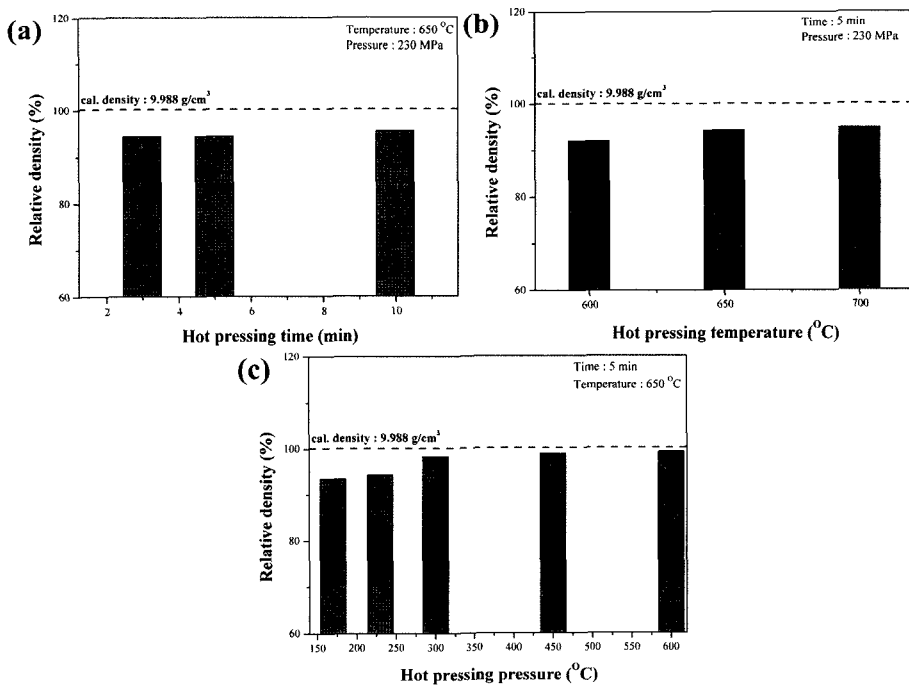 (a)
120
100
80
60
Relative density (%)
Temperature : 650 °C
Pressure : 230 MPa
cal. density : 9.988 g/cm³
2 4 6 8 10
Hot pressing time (min)
(b)
120
100
80
60
Relative density (%)
Time : 5 min
Pressure : 230 MPa
cal. density : 9.988 g/cm³
600 650 700
Hot pressing temperature (°C)
(c)
120
100
80
60
Relative density (%)
Time : 5 min
Temperature : 650 °C
cal. density : 9.988 g/cm³
150 200 250 300 350 400 450 500 550 600
Hot pressing pressure (°C)